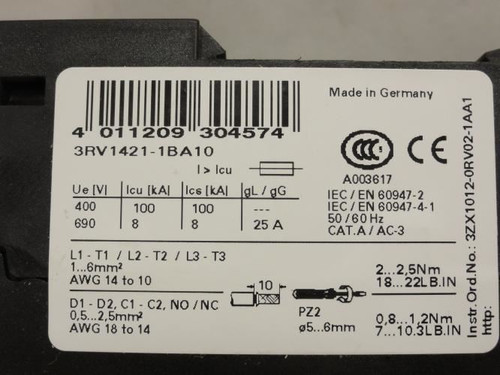 Made in Germany
4 011209 304574
3RV1421-1BA10
I > Icu
CCC CE
A003617
Ue [V] Icu [kA] Ics [kA] gL / gG
400 100 100 ---
690 8 8 25 A
IEC / EN 60947-2
IEC / EN 60947-4-1
50 / 60 Hz
CAT. A / AC-3
L1 - T1 / L2 - T2 / L3 - T3
1...6mm²
AWG 14 to 10
2...2,5Nm
18...22LB.IN
D1 - D2, C1 - C2, NO / NC
0,5...2,5mm²
AWG 18 to 14
10
PZ2
ø5...6mm
0,8...1,2Nm
7...10.3LB.IN
Instr. Ord.No.: 3ZX1012-0RV02-1AA1
http: